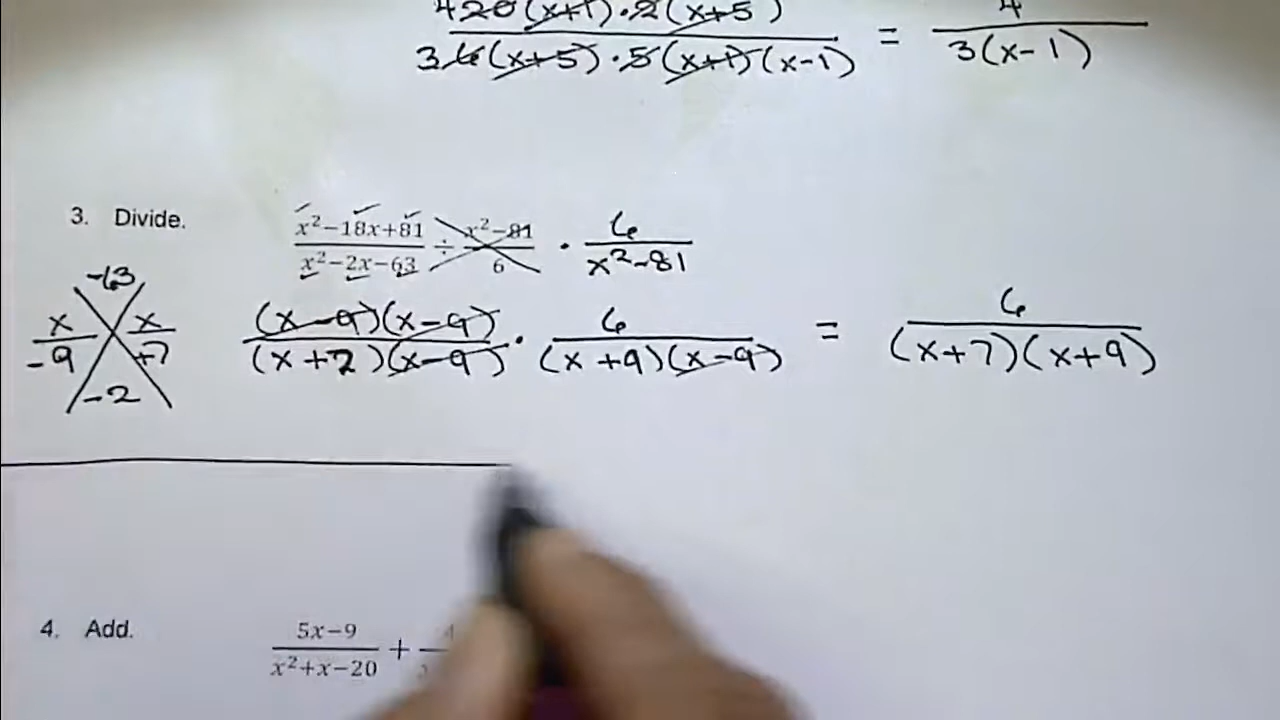 420(x+1)·2(x+5) / 36(x+5)·5(x+1)(x-1) = 4 / 3(x-1)
3. Divide. x²−18x+81 / x²−2x−63 ÷ x²−81 / 6 · 6 / x²-81
-63
x x
-9 +7
-2
(x-9)(x-9) / (x+7)(x-9) · 6 / (x+9)(x-9) = 6 / (x+7)(x+9)
4. Add. 5x−9 / x²+x−20 +